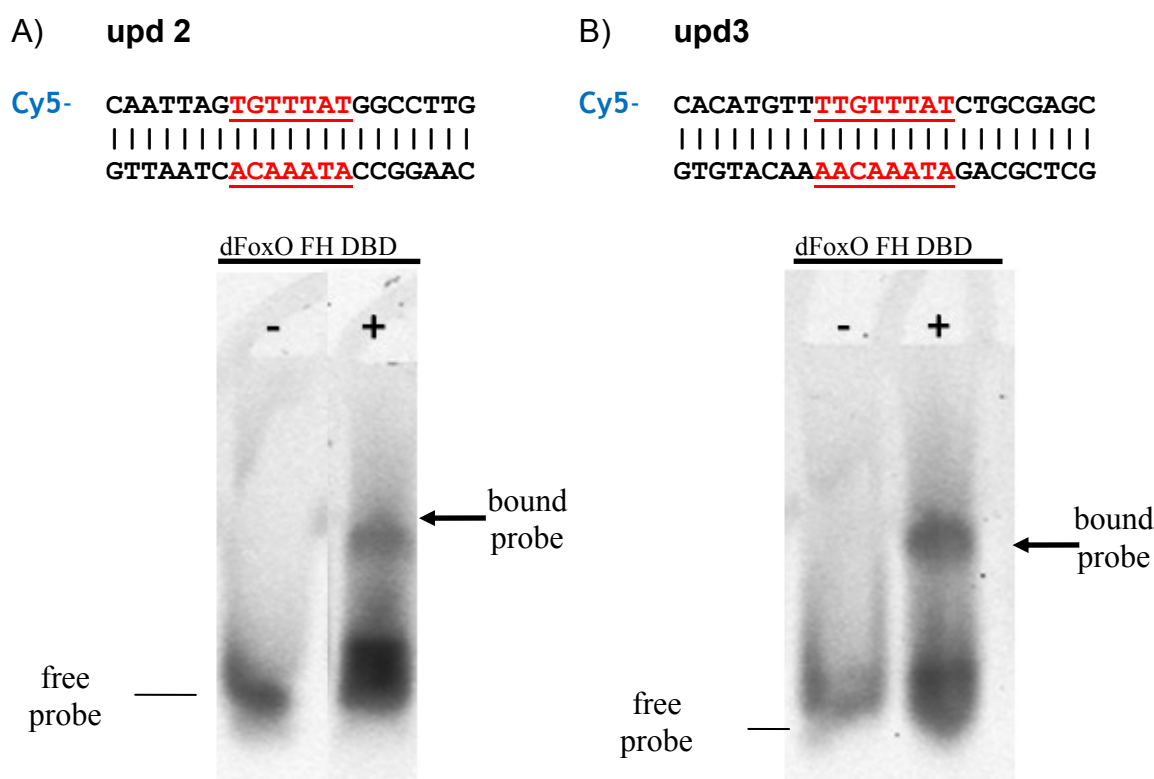 A) upd 2
Cy5- CAATTAGTGTTTATGGCCTTG
GTTAATCACAAATACCGGAAC
dFoxO FH DBD
- +
bound
probe
free
probe
B) upd3
Cy5- CACATGTTTTGTTTATCTGCGAGC
GTGTACAAAACAAATAGACGCTCG
dFoxO FH DBD
- +
bound
probe
free
probe